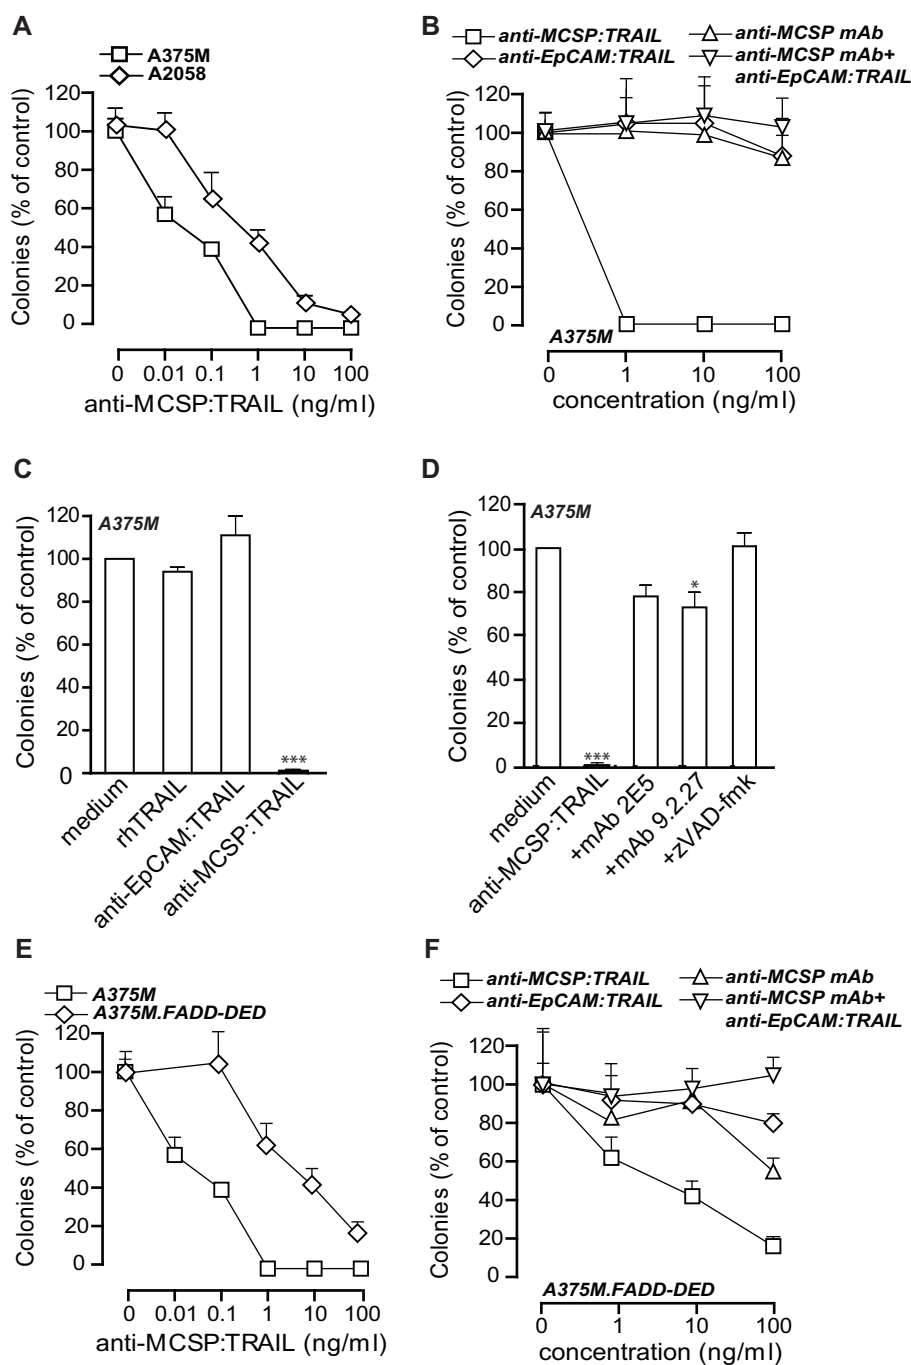 A
A375M
A2058
Colonies (% of control)
120
100
80
60
40
20
0
0 0.01 0.1 1 10 100
anti-MCSP:TRAIL (ng/ml)
B
anti-MCSP:TRAIL
anti-EpCAM:TRAIL
anti-MCSP mAb
anti-MCSP mAb+
anti-EpCAM:TRAIL
Colonies (% of control)
120
100
80
60
40
20
0
A375M
0 1 10 100
concentration (ng/ml)
C
A375M
Colonies (% of control)
120
100
80
60
40
20
0
***
medium
rhTRAIL
anti-EpCAM:TRAIL
anti-MCSP:TRAIL
D
A375M
Colonies (% of control)
120
100
80
60
40
20
0
***
*
medium
anti-MCSP:TRAIL
+mAb 2E5
+mAb 9.2.27
+zVAD-fmk
E
A375M
A375M.FADD-DED
Colonies (% of control)
120
100
80
60
40
20
0
0 0.01 0.1 1 10 100
anti-MCSP:TRAIL (ng/ml)
F
anti-MCSP:TRAIL
anti-EpCAM:TRAIL
anti-MCSP mAb
anti-MCSP mAb+
anti-EpCAM:TRAIL
Colonies (% of control)
120
100
80
60
40
20
0
A375M.FADD-DED
0 1 10 100
concentration (ng/ml)